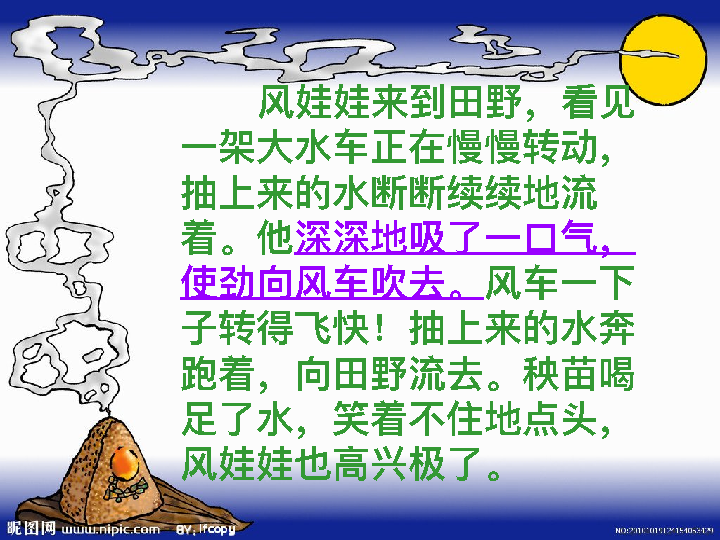 风娃娃来到田野，看见
一架大水车正在慢慢转动，
抽上来的水断断续续地流
着。他深深地吸了一口气，
使劲向风车吹去。风车一下
子转得飞快！抽上来的水奔
跑着，向田野流去。秧苗喝
足了水，笑着不住地点头，
风娃娃也高兴极了。
昵图网 www.nipic.com BY: lfcopy